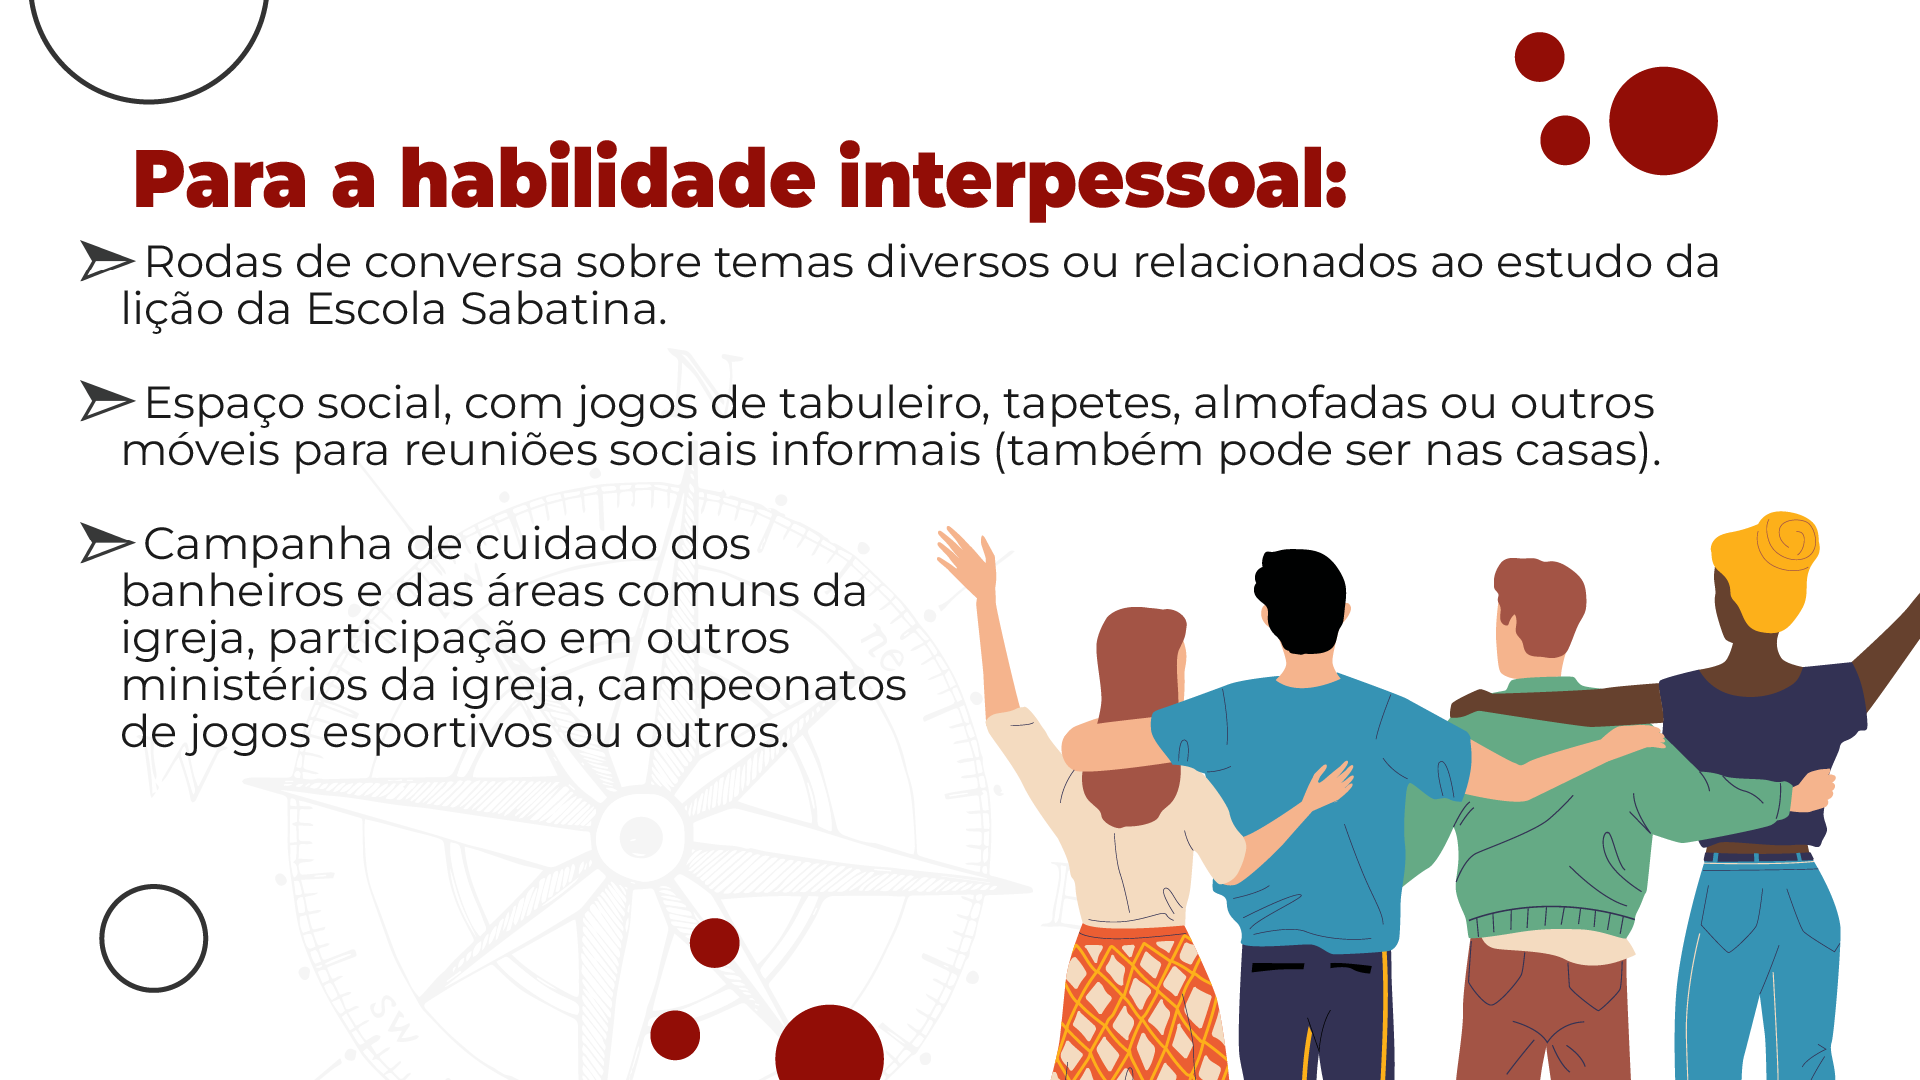 Para a habilidade interpessoal:
Rodas de conversa sobre temas diversos ou relacionados ao estudo da
lição da Escola Sabatina.
Espaço social, com jogos de tabuleiro, tapetes, almofadas ou outros
móveis para reuniões sociais informais (também pode ser nas casas).
Campanha de cuidado dos
banheiros e das áreas comuns da
igreja, participação em outros
ministérios da igreja, campeonatos
de jogos esportivos ou outros.
N
ne
W
E
sw